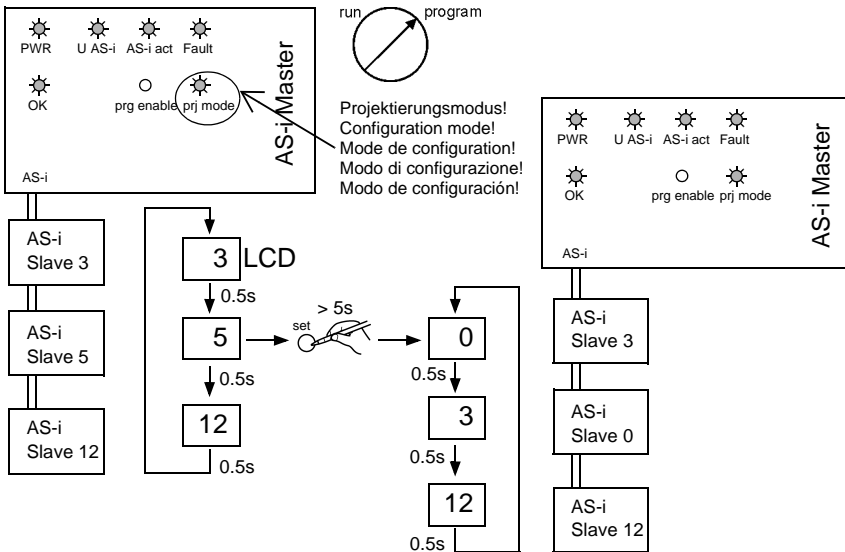 run program
PWR U AS-i AS-i act Fault
OK prg enable prj mode
AS-i Master
AS-i
Projektierungsmodus!
Configuration mode!
Mode de configuration!
Modo di configurazione!
Modo de configuración!
AS-i
Slave 3
AS-i
Slave 5
AS-i
Slave 12
3 LCD
0.5s
5
0.5s
12
0.5s
set
> 5s
0
0.5s
3
0.5s
12
0.5s
PWR U AS-i AS-i act Fault
OK prg enable prj mode
AS-i Master
AS-i
AS-i
Slave 3
AS-i
Slave 0
AS-i
Slave 12